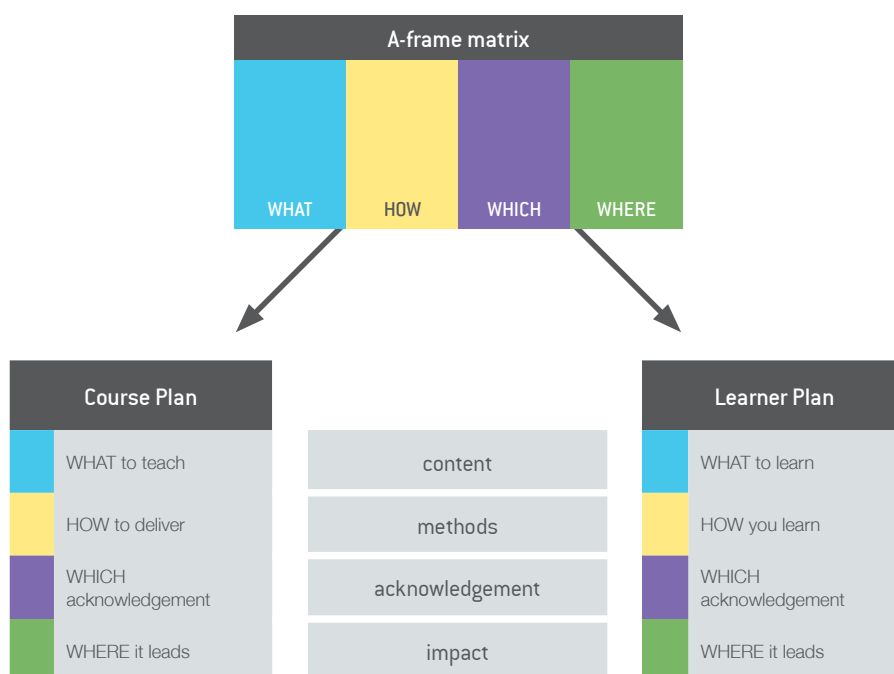 A-frame matrix
WHAT
HOW
WHICH
WHERE
Course Plan
WHAT to teach
HOW to deliver
WHICH
acknowledgement
WHERE it leads
content
methods
acknowledgement
impact
Learner Plan
WHAT to learn
HOW you learn
WHICH
acknowledgement
WHERE it leads